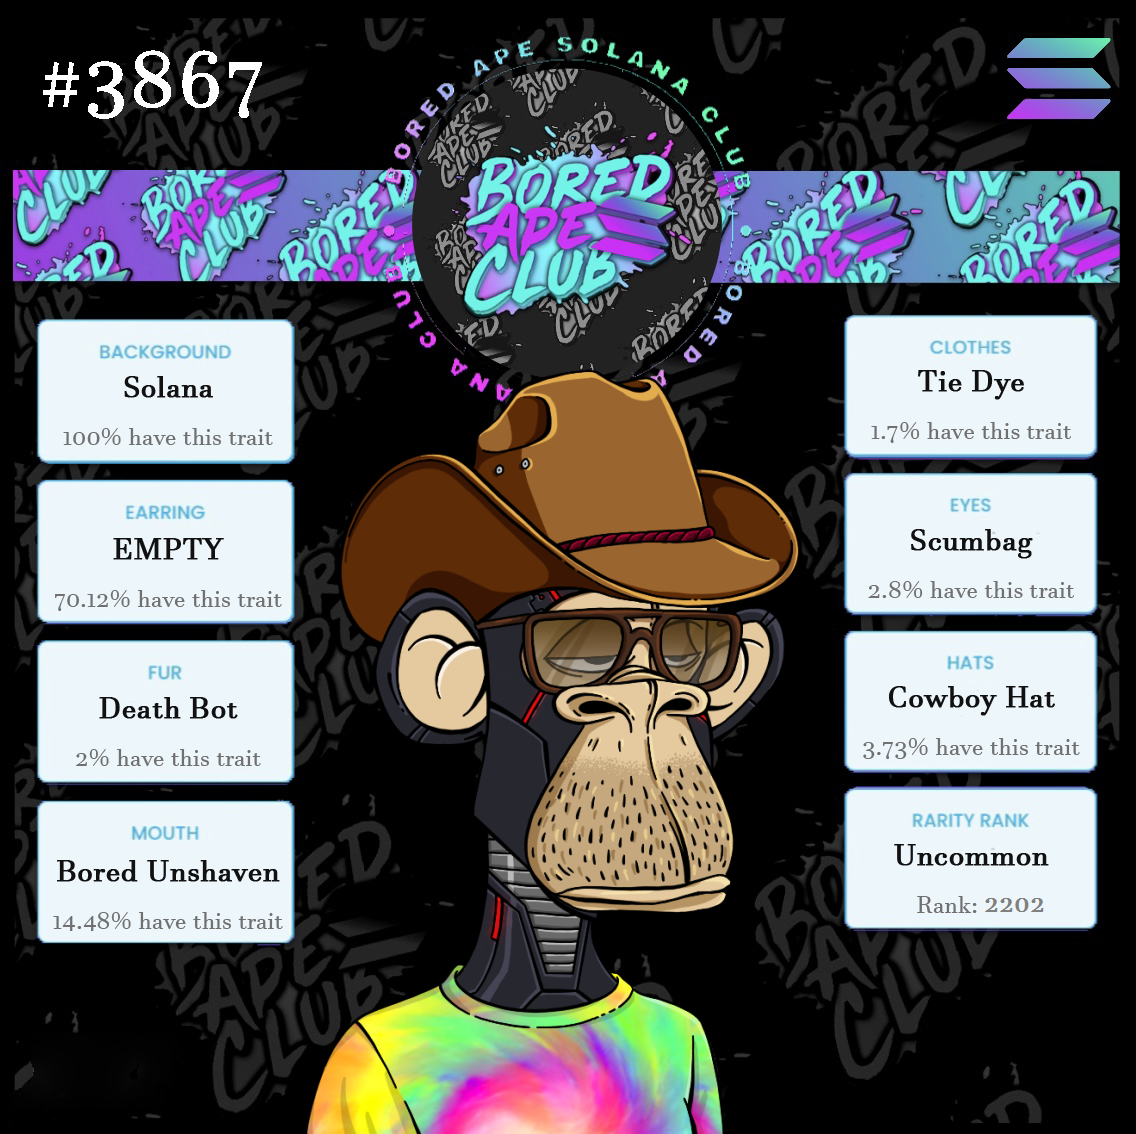 #3867
BORED APE SOLANA CLUB
BORED
APE
CLUB
BACKGROUND
Solana
100% have this trait
EARRING
EMPTY
70.12% have this trait
FUR
Death Bot
2% have this trait
MOUTH
Bored Unshaven
14.48% have this trait
CLOTHES
Tie Dye
1.7% have this trait
EYES
Scumbag
2.8% have this trait
HATS
Cowboy Hat
3.73% have this trait
RARITY RANK
Uncommon
Rank: 2202